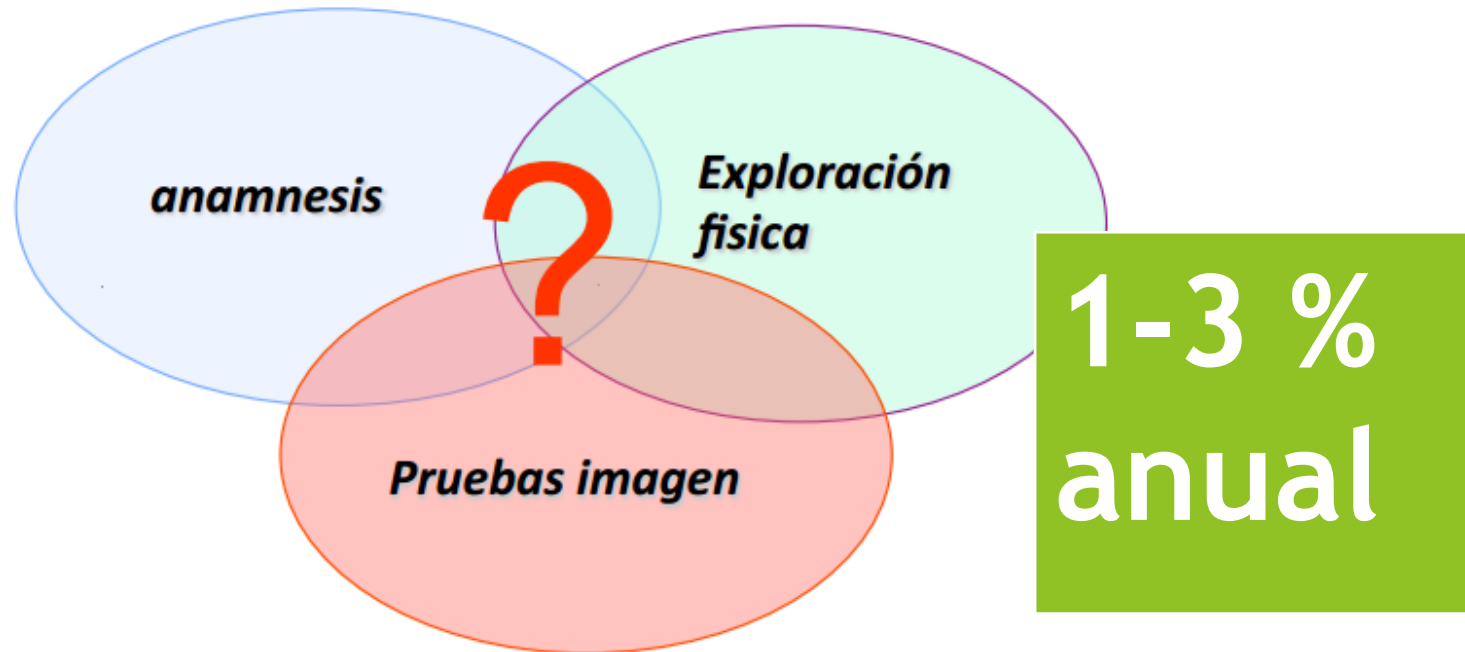 anamnesis
Exploración
fisica
?
Pruebas imagen
1-3 %
anual